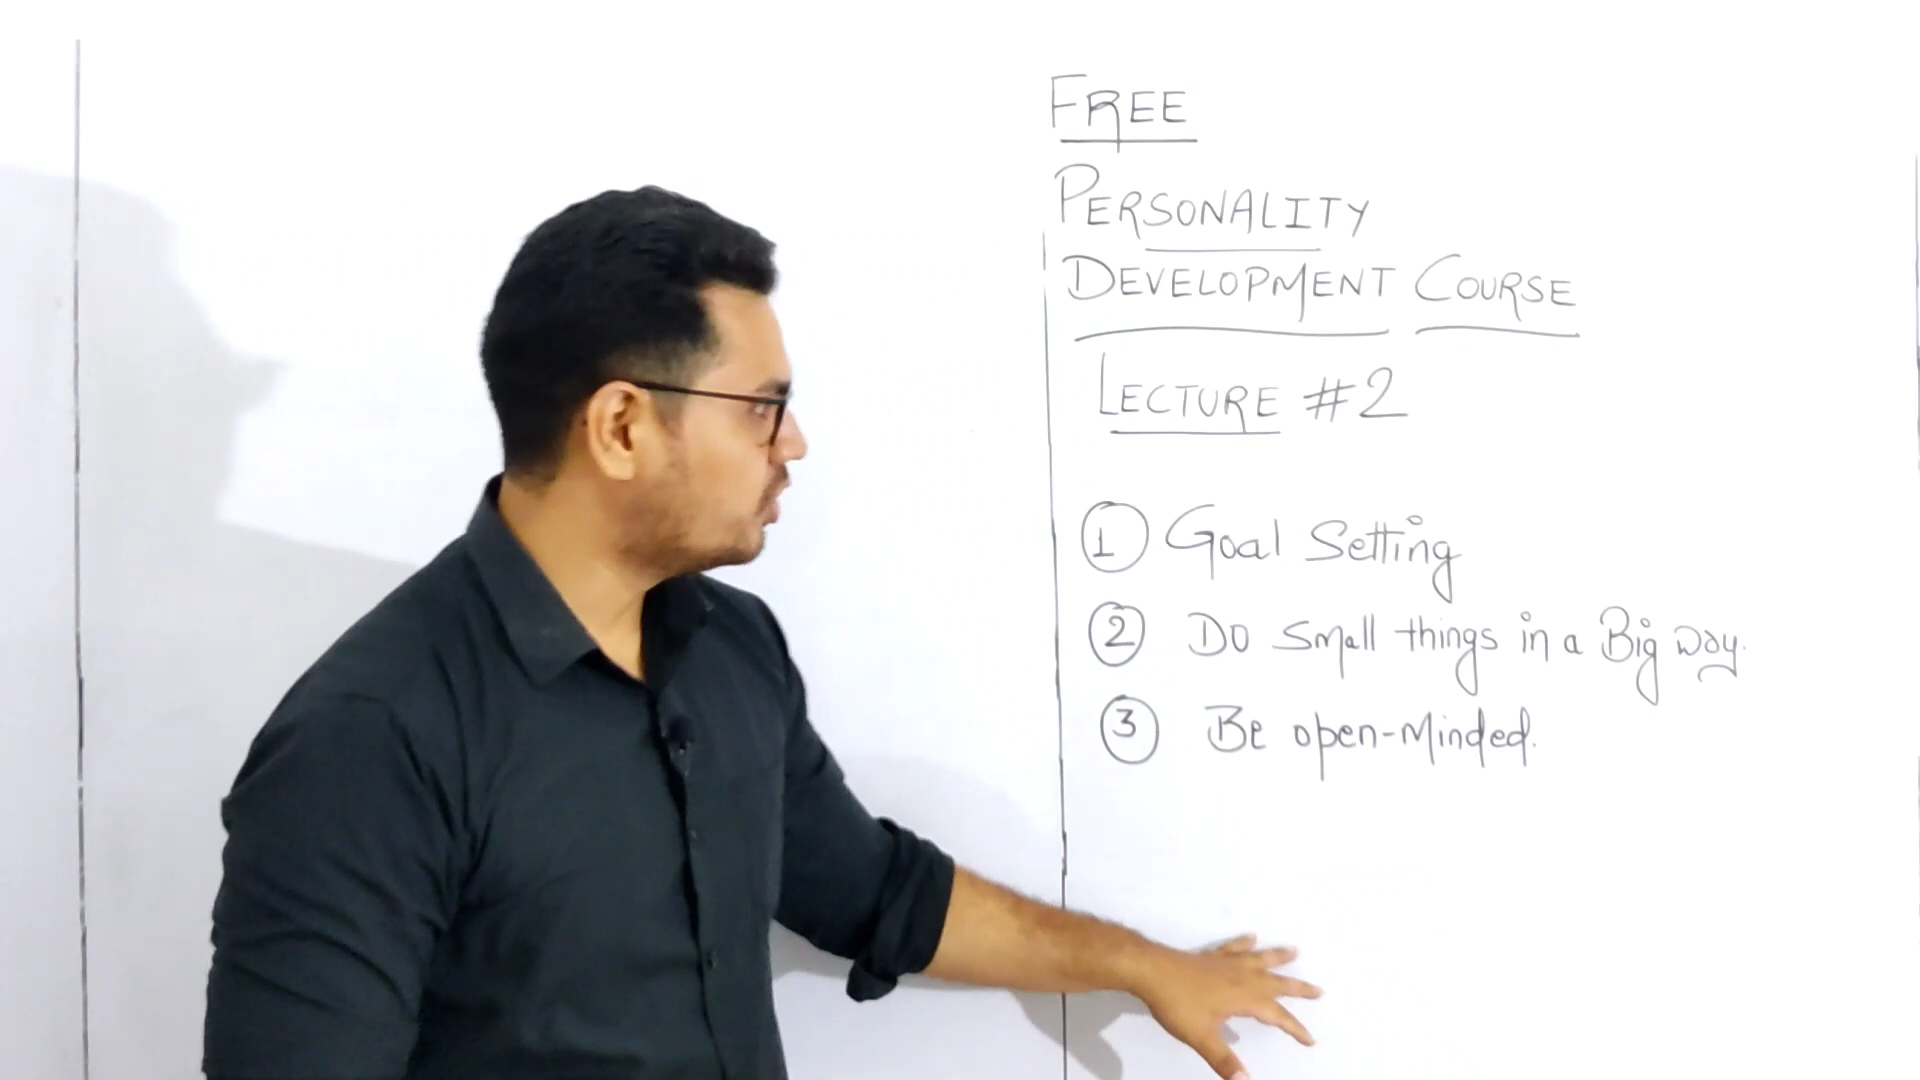 FREE
PERSONALITY
DEVELOPMENT COURSE
LECTURE #2
1 Goal Setting
2 Do Small things in a Big way.
3 Be open-Minded.